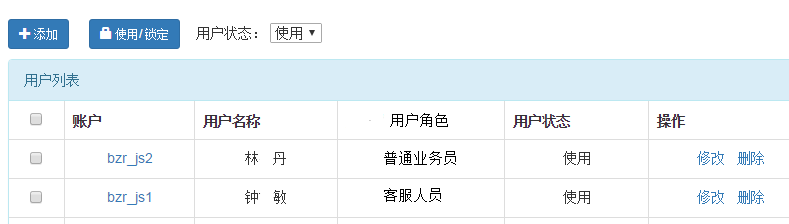 添加 使用/锁定 用户状态： 使用
用户列表
账户 用户名称 用户角色 用户状态 操作
bzr_js2 林 丹 普通业务员 使用 修改 删除
bzr_js1 钟 敏 客服人员 使用 修改 删除